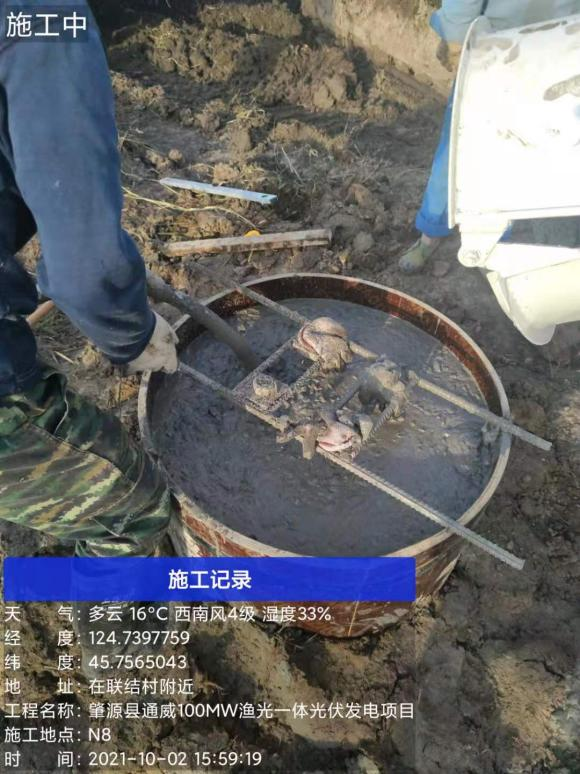 施工中
施工记录
天 气: 多云 16°C 西南风4级 湿度33%
经 度: 124.7397759
纬 度: 45.7565043
地 址: 在联结村附近
工程名称: 肇源县通威100MW渔光一体光伏发电项目
施工地点: N8
时 间: 2021-10-02 15:59:19